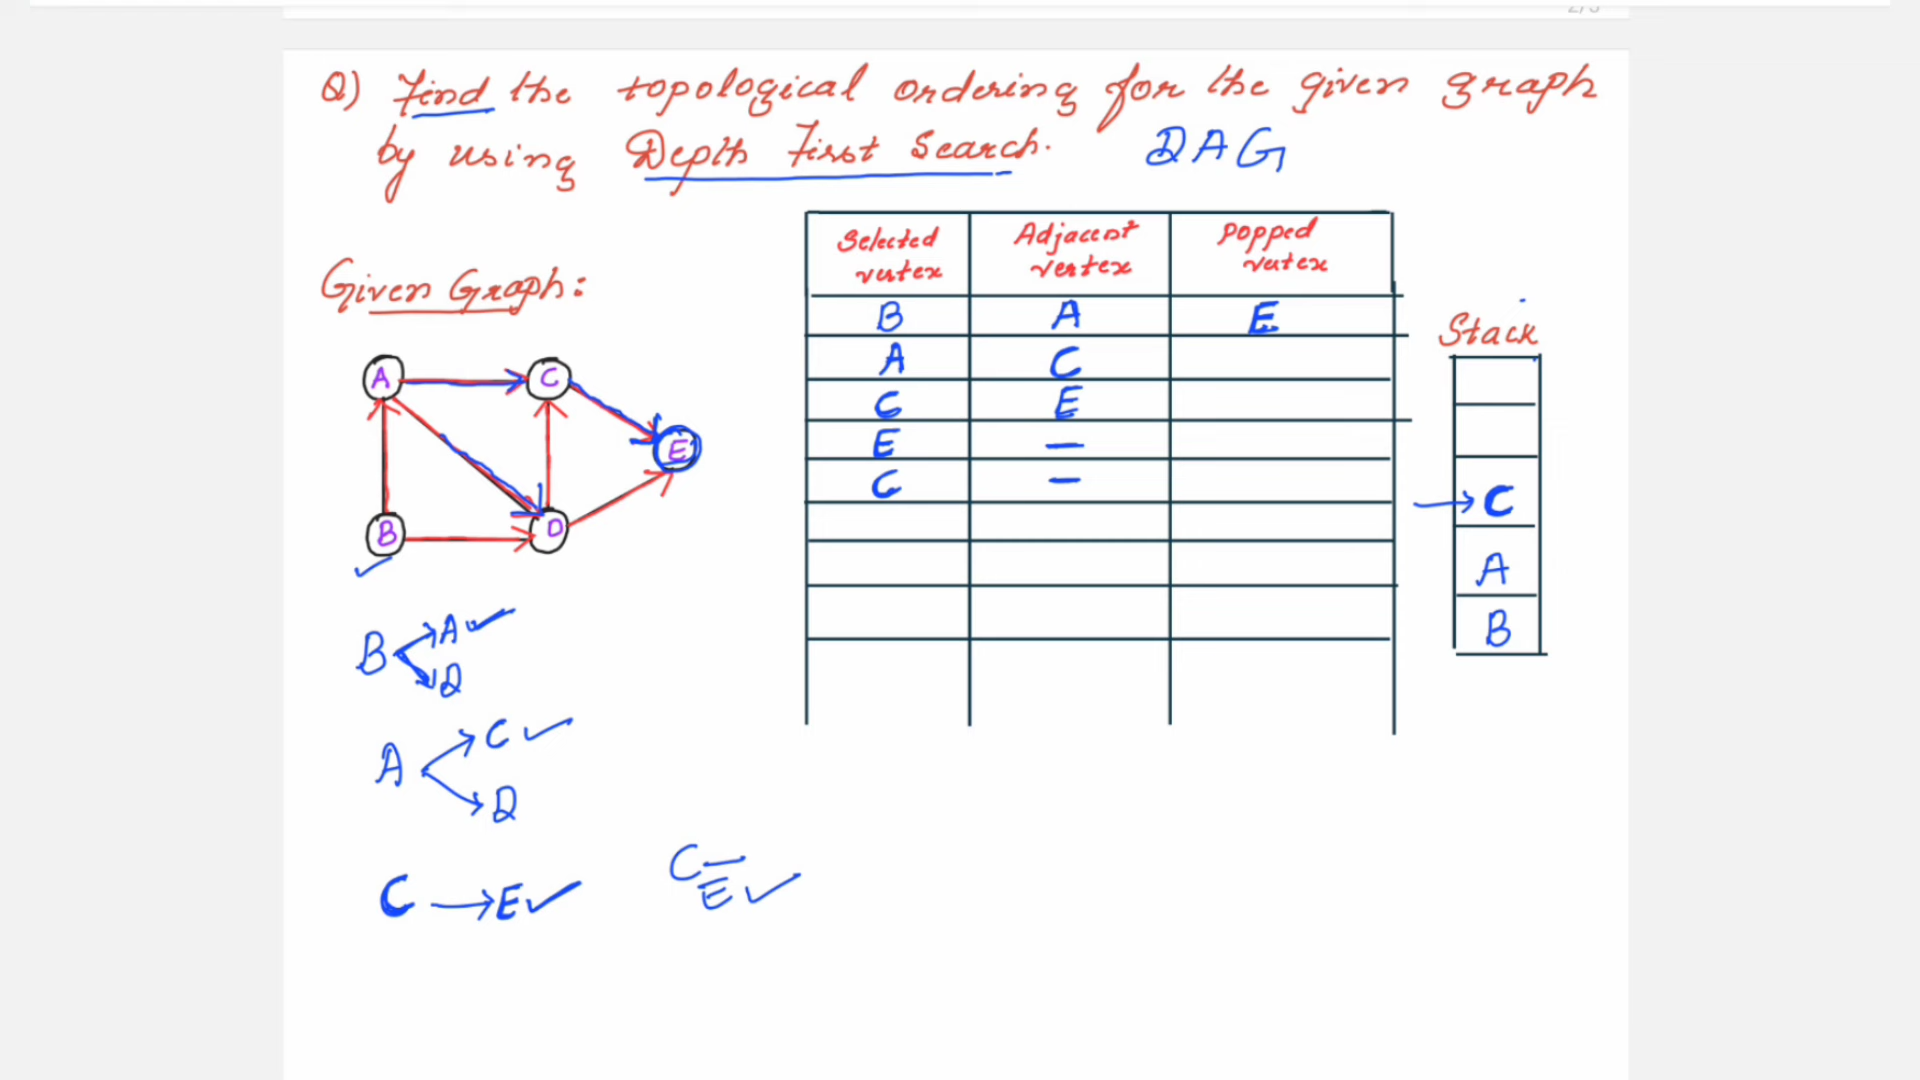 Q) Find the topological ordering for the given graph
by using Depth First Search. DAG
Given Graph:
Selected vertex Adjacent vertex Popped vertex
B A E
A C
C E
E —
C —
Stack
C
A
B
A C
E
B D
B A ✓
D
A C ✓
D
C → E ✓
C —
E ✓